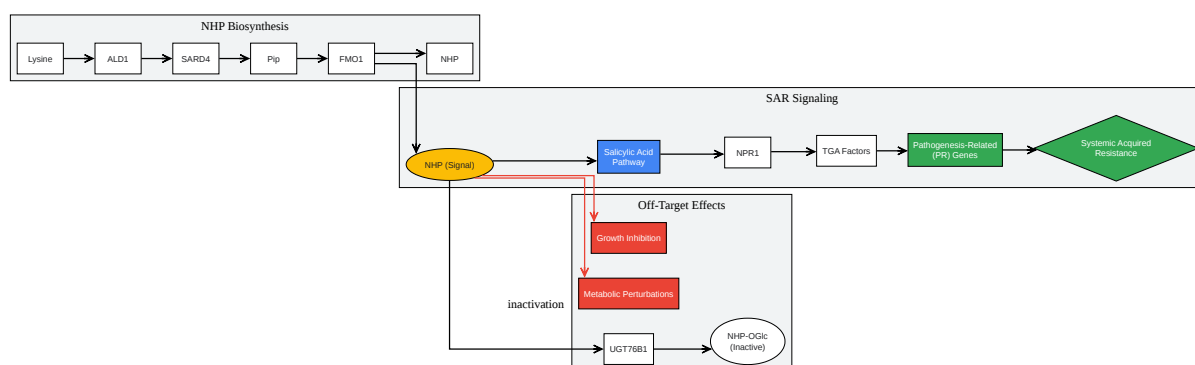 NHP Biosynthesis
Lysine
ALD1
SARD4
Pip
FMO1
NHP
SAR Signaling
NHP (Signal)
Salicylic Acid
Pathway
NPR1
TGA Factors
Pathogenesis-Related
(PR) Genes
Systemic Acquired
Resistance
Off-Target Effects
Growth Inhibition
Metabolic Perturbations
inactivation
UGT76B1
NHP-OGlc
(Inactive)